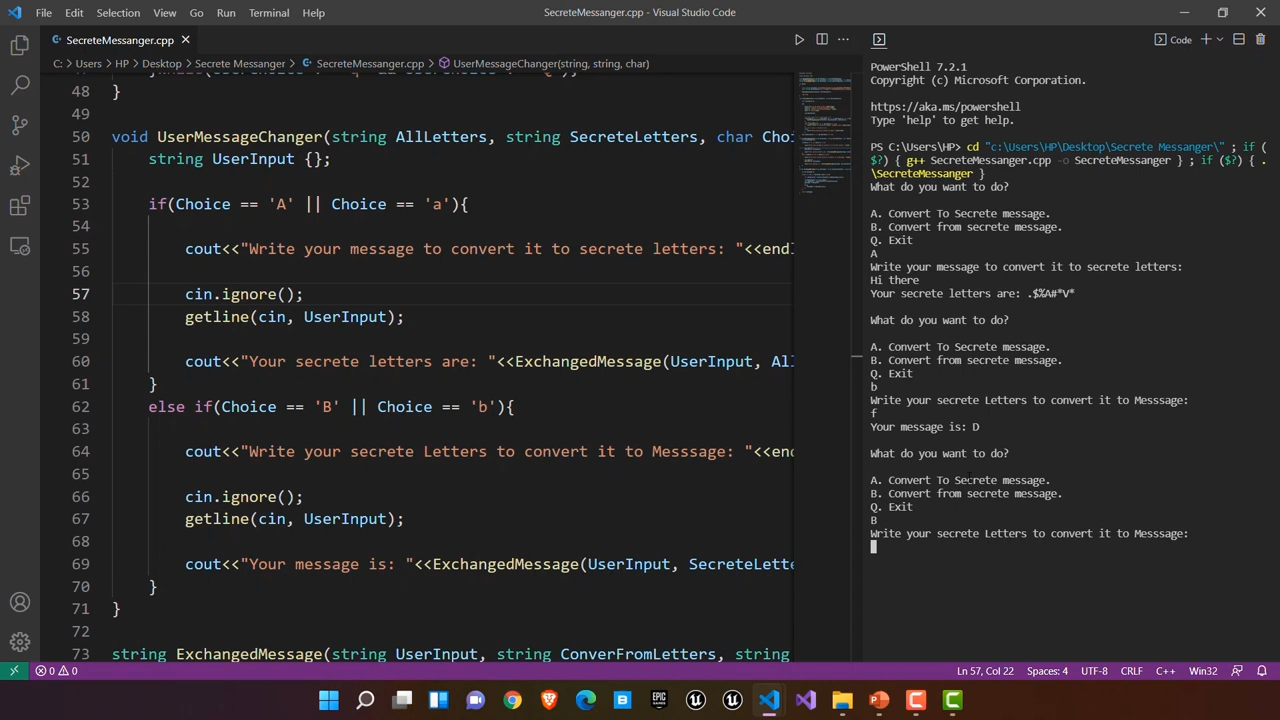 File Edit Selection View Go Run Terminal Help
SecreteMessanger.cpp - Visual Studio Code
SecreteMessanger.cpp
C: > Users > HP > Desktop > Secrete Messanger > SecreteMessanger.cpp > UserMessageChanger(string, string, char)
48 }
49
50 void UserMessageChanger(string AllLetters, string SecreteLetters, char Choi
51 string UserInput {};
52
53 if(Choice == 'A' || Choice == 'a'){
54
55 cout<<"Write your message to convert it to secrete letters: "<<endl
56
57 cin.ignore();
58 getline(cin, UserInput);
59
60 cout<<"Your secrete letters are: "<<ExchangedMessage(UserInput, All
61 }
62 else if(Choice == 'B' || Choice == 'b'){
63
64 cout<<"Write your secrete Letters to convert it to Messsage: "<<end
65
66 cin.ignore();
67 getline(cin, UserInput);
68
69 cout<<"Your message is: "<<ExchangedMessage(UserInput, SecreteLette
70 }
71 }
72
73 string ExchangedMessage(string UserInput, string ConverFromLetters, string
Code
PowerShell 7.2.1
Copyright (c) Microsoft Corporation.
https://aka.ms/powershell
Type 'help' to get help.
PS C:\Users\HP> cd "c:\Users\HP\Desktop\Secrete Messanger\" ; if (
$?) { g++ SecreteMessanger.cpp -o SecreteMessanger } ; if ($?) { .
\SecreteMessanger }
What do you want to do?
A. Convert To Secrete message.
B. Convert from secrete message.
Q. Exit
A
Write your message to convert it to secrete letters:
Hi there
Your secrete letters are: .$%A#*V*
What do you want to do?
A. Convert To Secrete message.
B. Convert from secrete message.
Q. Exit
b
Write your secrete Letters to convert it to Messsage:
f
Your message is: D
What do you want to do?
A. Convert To Secrete message.
B. Convert from secrete message.
Q. Exit
B
Write your secrete Letters to convert it to Messsage:
0 0
Ln 57, Col 22 Spaces: 4 UTF-8 CRLF C++ Win32